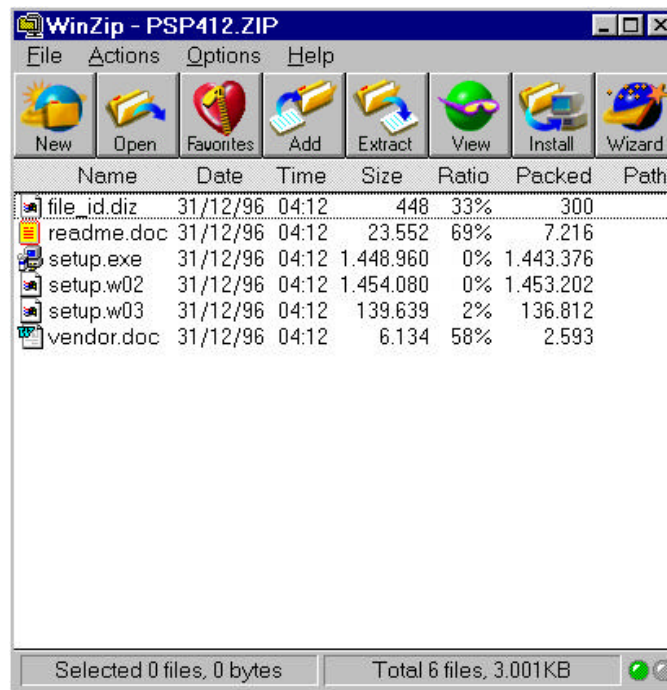 WinZip - PSP412.ZIP
File Actions Options Help
New Open Favorites Add Extract View Install Wizard
Name Date Time Size Ratio Packed Path
file_id.diz 31/12/96 04:12 448 33% 300
readme.doc 31/12/96 04:12 23.552 69% 7.216
setup.exe 31/12/96 04:12 1.448.960 0% 1.443.376
setup.w02 31/12/96 04:12 1.454.080 0% 1.453.202
setup.w03 31/12/96 04:12 139.639 2% 136.812
vendor.doc 31/12/96 04:12 6.134 58% 2.593
Selected 0 files, 0 bytes Total 6 files, 3.001KB